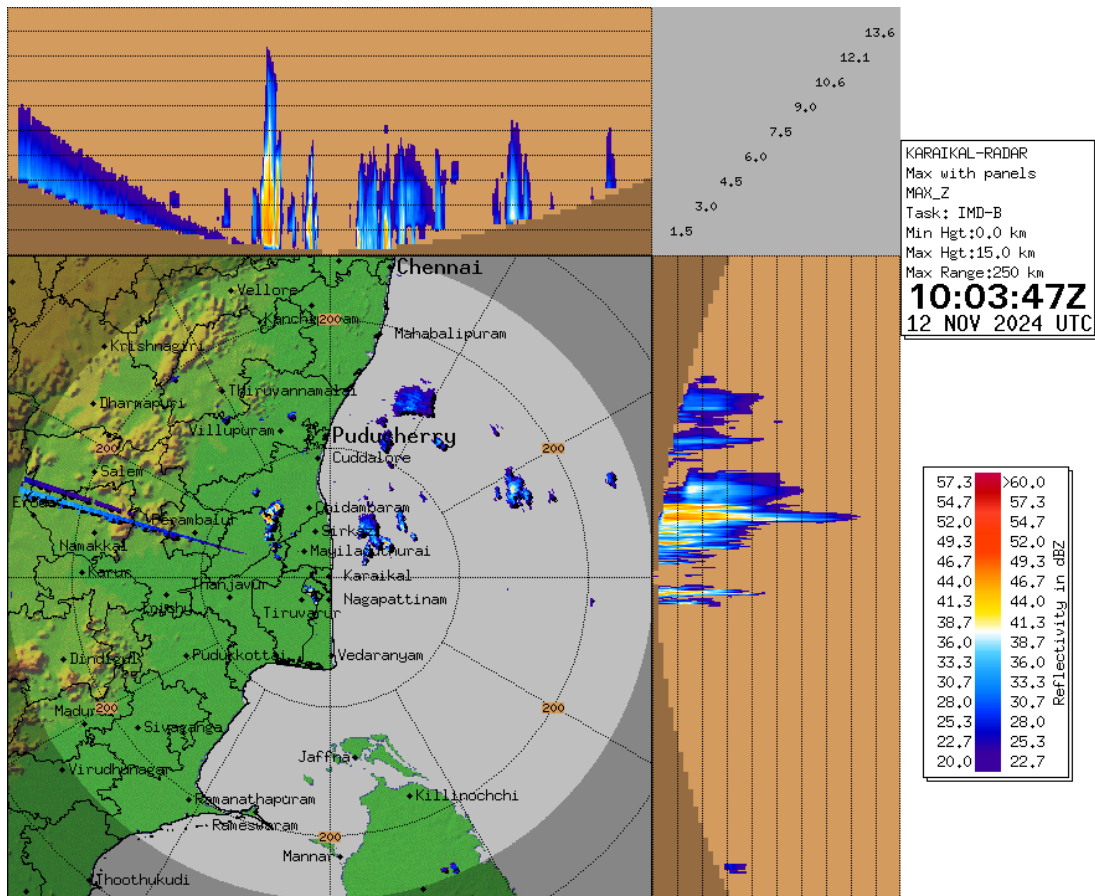 13.6
12.1
10.6
9.0
7.5
6.0
4.5
3.0
1.5
KARAIKAL-RADAR
Max with panels
MAX_Z
Task: IMD-B
Min Hgt:0.0 km
Max Hgt:15.0 km
Max Range:250 km
10:03:47Z
12 NOV 2024 UTC
Chennai
Vellore
200
Mahabalipuram
Krishnagiri
Thiruvannamalai
Dharmapuri
Villupuram
Puducherry
200
200
Cuddalore
Salem
Perambalur
Namakkal
Karur
Karaikal
Thanjavur
Nagapattinam
Tiruvarur
Pudukkottai
Vedaranyam
200
200
Sivaganga
Jaffna
Virudhunagar
Killinochchi
Ramanathapuram
Rameswaram
200
Mannar
Thoothukudi
57.3 >60.0
54.7 57.3
52.0 54.7
49.3 52.0
46.7 49.3
44.0 46.7
41.3 44.0
38.7 41.3
36.0 38.7
33.3 36.0
30.7 33.3
28.0 30.7
25.3 28.0
22.7 25.3
20.0 22.7
Reflectivity in dBZ